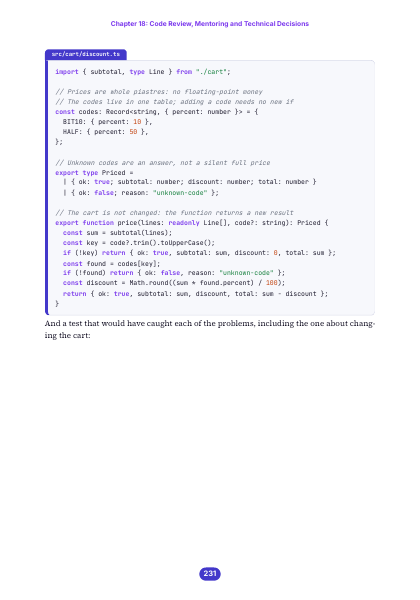 Chapter 18: Code Review, Mentoring and Technical Decisions
src/cart/discount.ts
import { subtotal, type Line } from "./cart";
// Prices are whole piastres: no floating-point money
// The codes live in one table; adding a code needs no new if
const codes: Record<string, { percent: number }> = {
  BIT10: { percent: 10 },
  HALF: { percent: 50 },
};
// Unknown codes are an answer, not a silent full price
export type Priced =
  | { ok: true; subtotal: number; discount: number; total: number }
  | { ok: false; reason: "unknown-code" };
// The cart is not changed: the function returns a new result
export function price(lines: readonly Line[], code?: string): Priced {
  const sum = subtotal(lines);
  const key = code?.trim().toUpperCase();
  if (!key) return { ok: true, subtotal: sum, discount: 0, total: sum };
  const found = codes[key];
  if (!found) return { ok: false, reason: "unknown-code" };
  const discount = Math.round((sum * found.percent) / 100);
  return { ok: true, subtotal: sum, discount, total: sum - discount };
}
And a test that would have caught each of the problems, including the one about chang-
ing the cart:
231